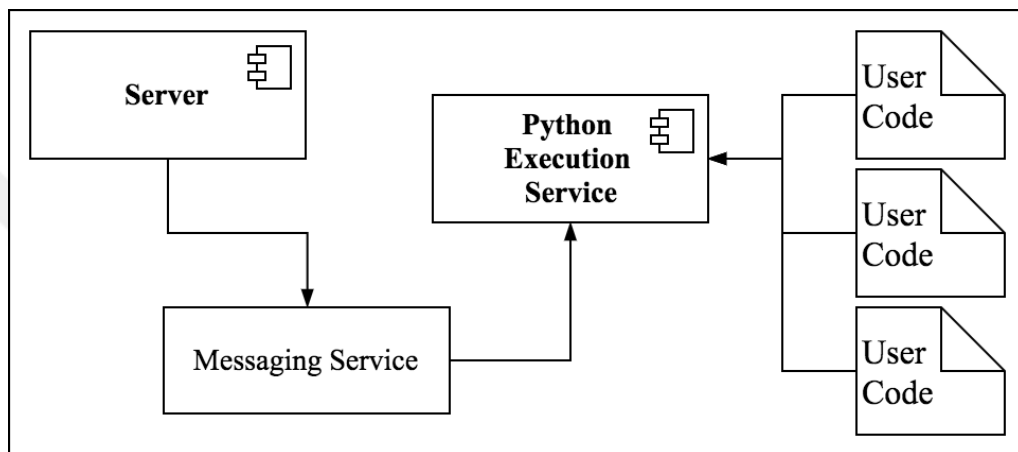 Server
Python
Execution
Service
Messaging Service
User
Code
User
Code
User
Code